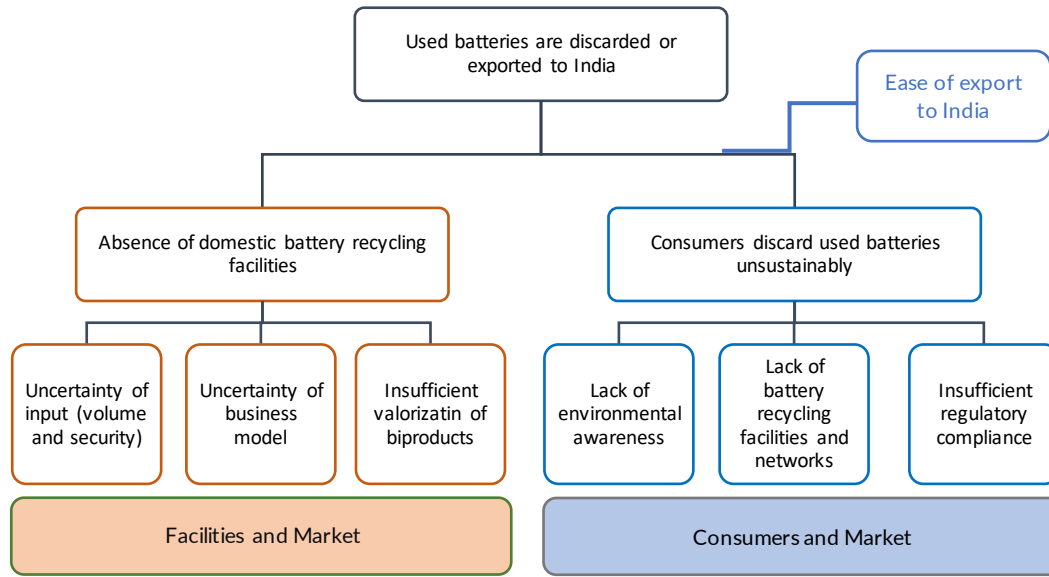 Used batteries are discarded or
exported to India
Ease of export
to India
Absence of domestic battery recycling
facilities
Consumers discard used batteries
unsustainably
Uncertainty of
input (volume
and security)
Uncertainty of
business
model
Insufficient
valorizatin of
biproducts
Lack of
environmental
awareness
Lack of
battery
recycling
facilities and
networks
Insufficient
regulatory
compliance
Facilities and Market
Consumers and Market